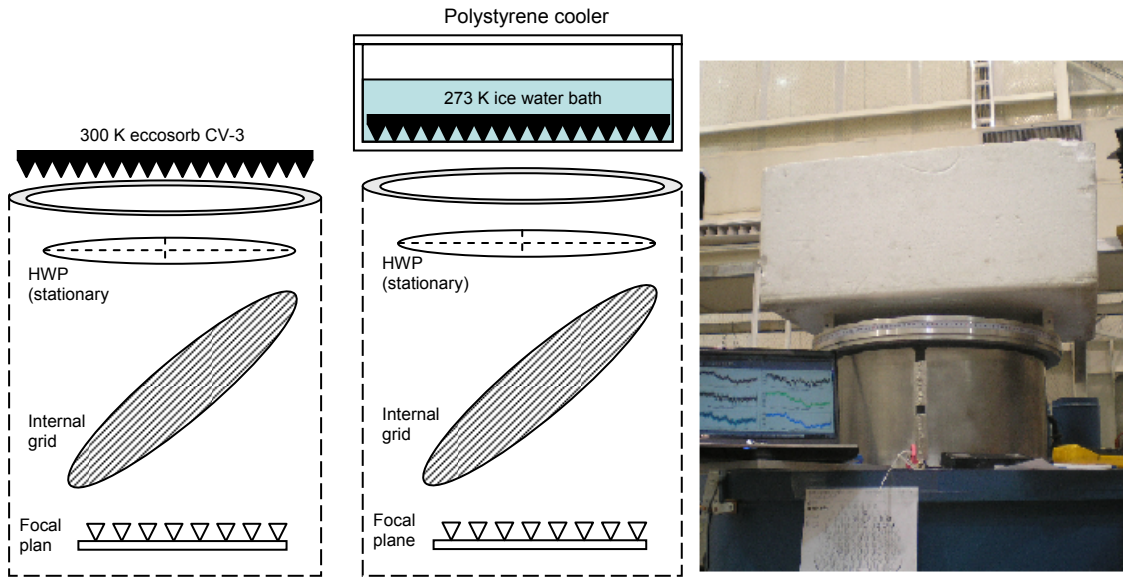 Polystyrene cooler
273 K ice water bath
300 K eccosorb CV-3
HWP
(stationary
HWP
(stationary)
Internal
grid
Internal
grid
Focal
plan
Focal
plane